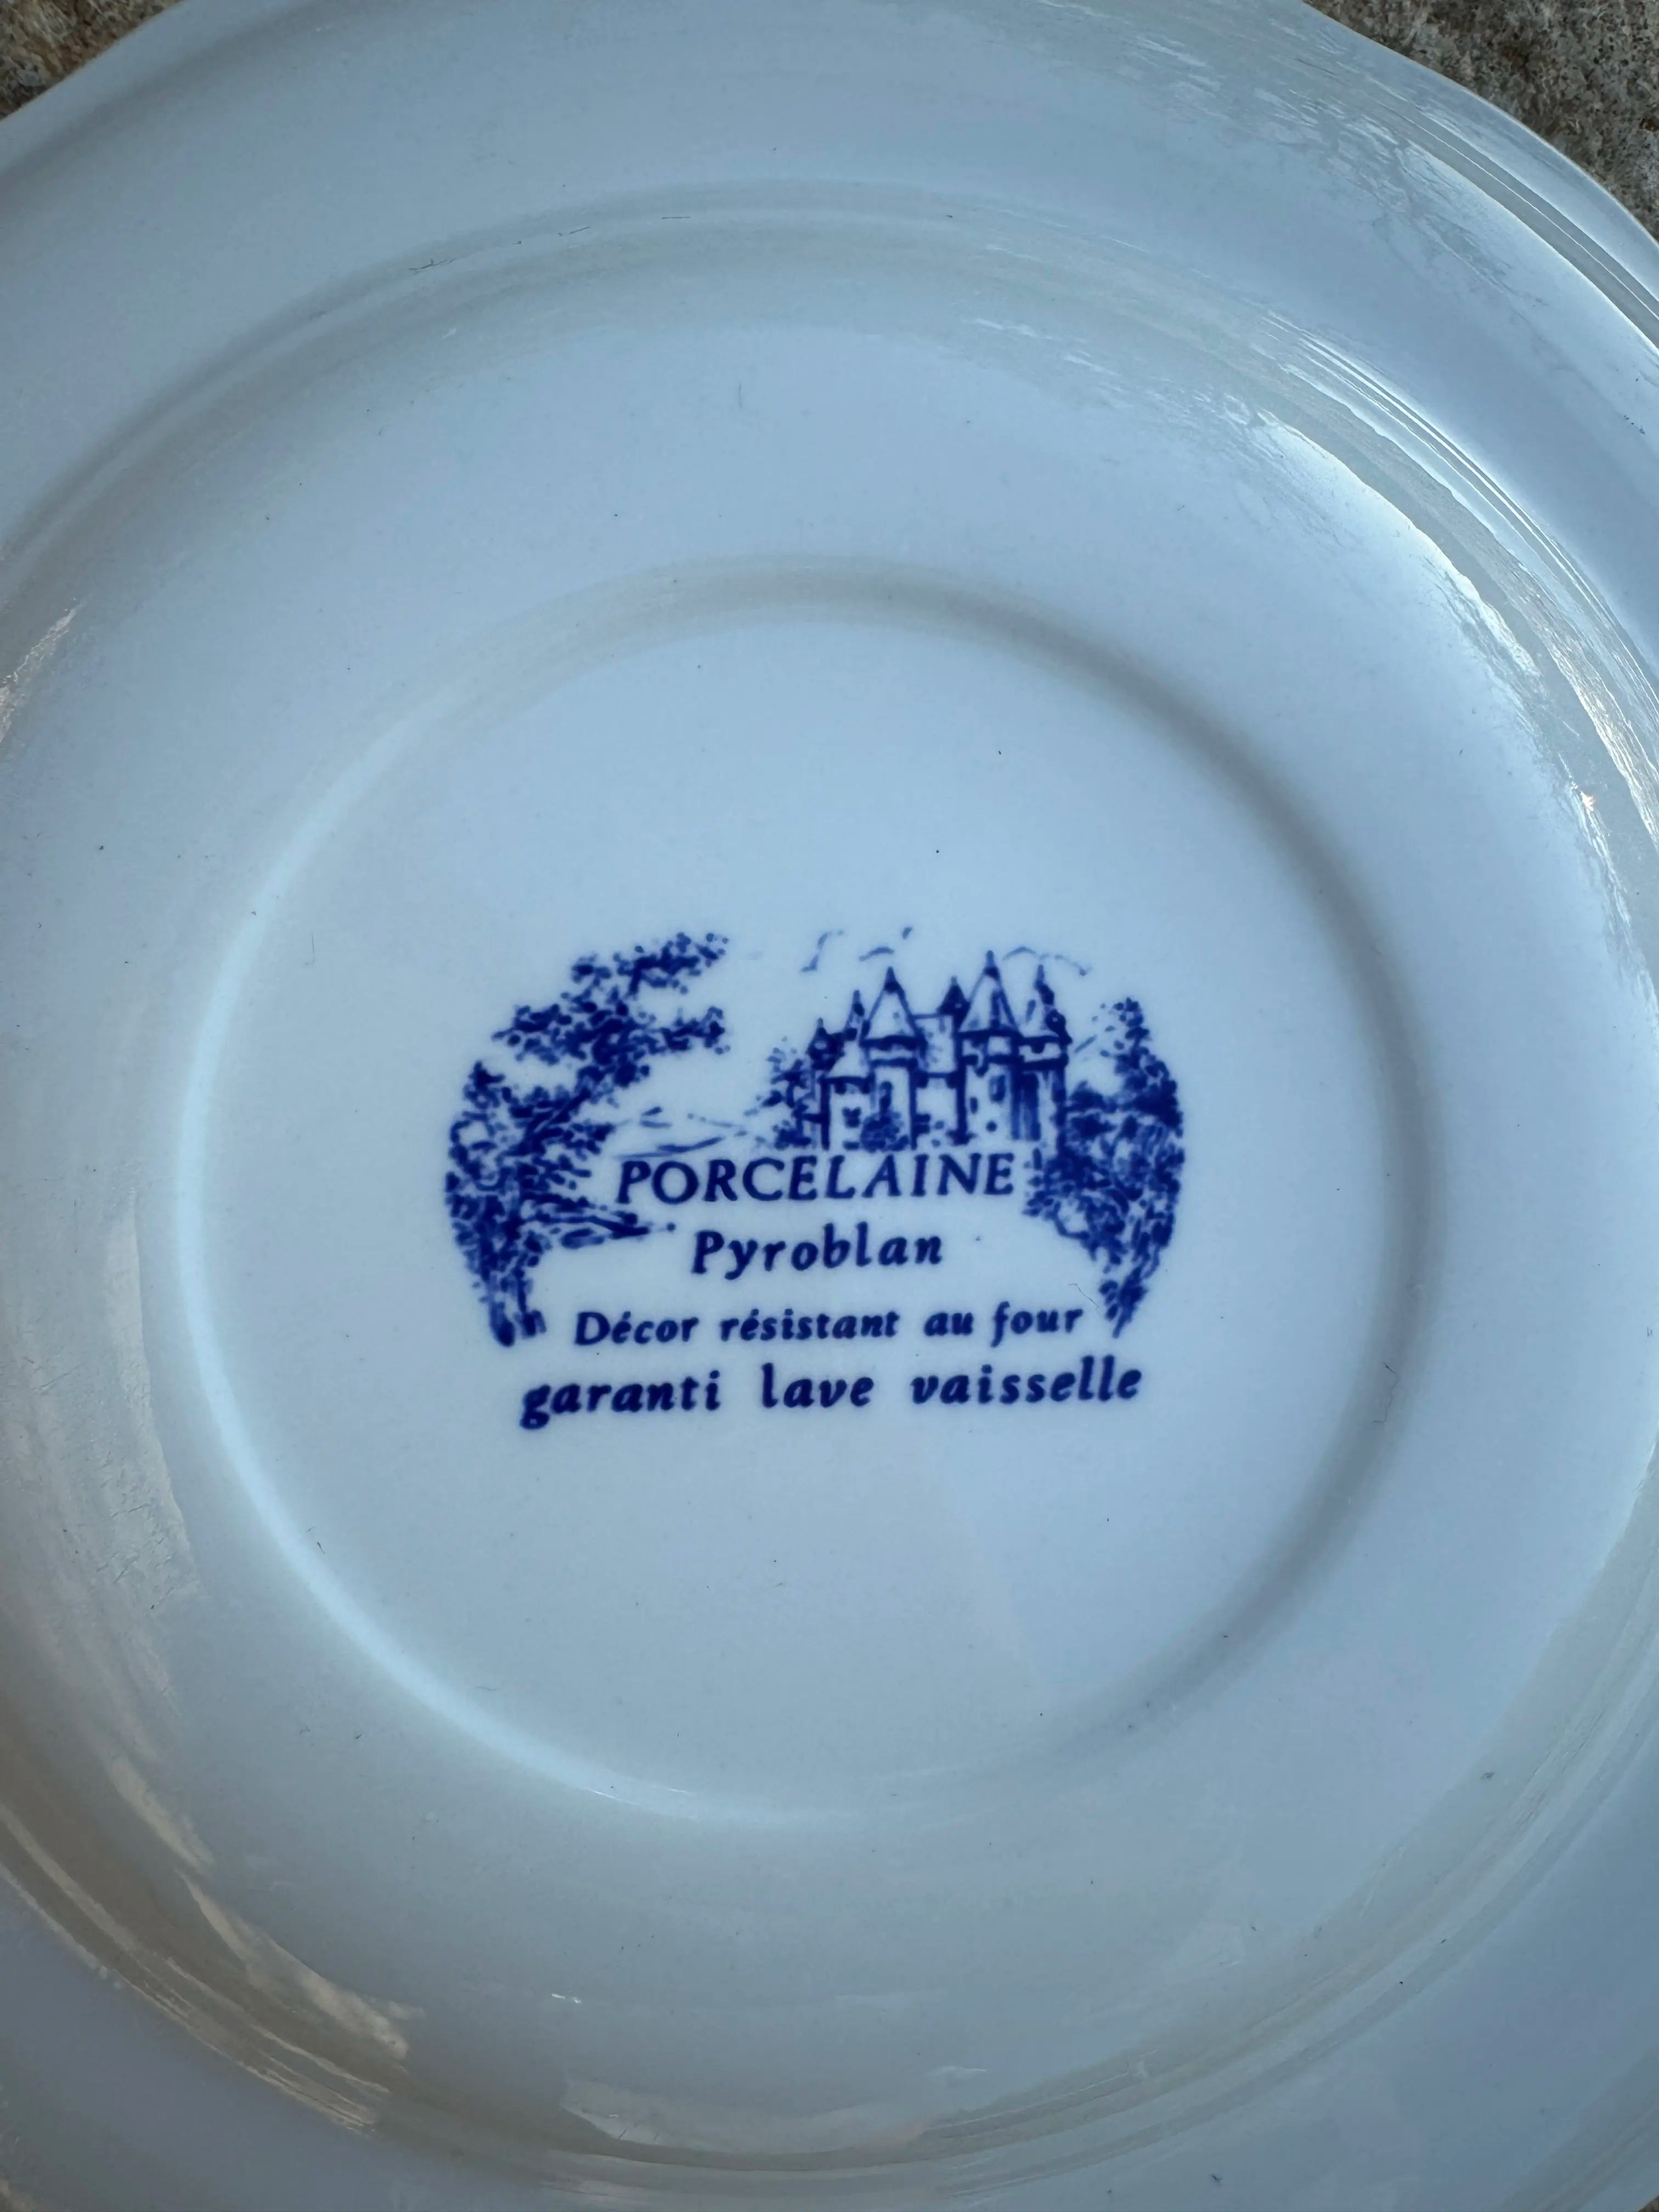 PORCELAINE
Pyroblan
Décor résistant au four
garanti lave vaisselle